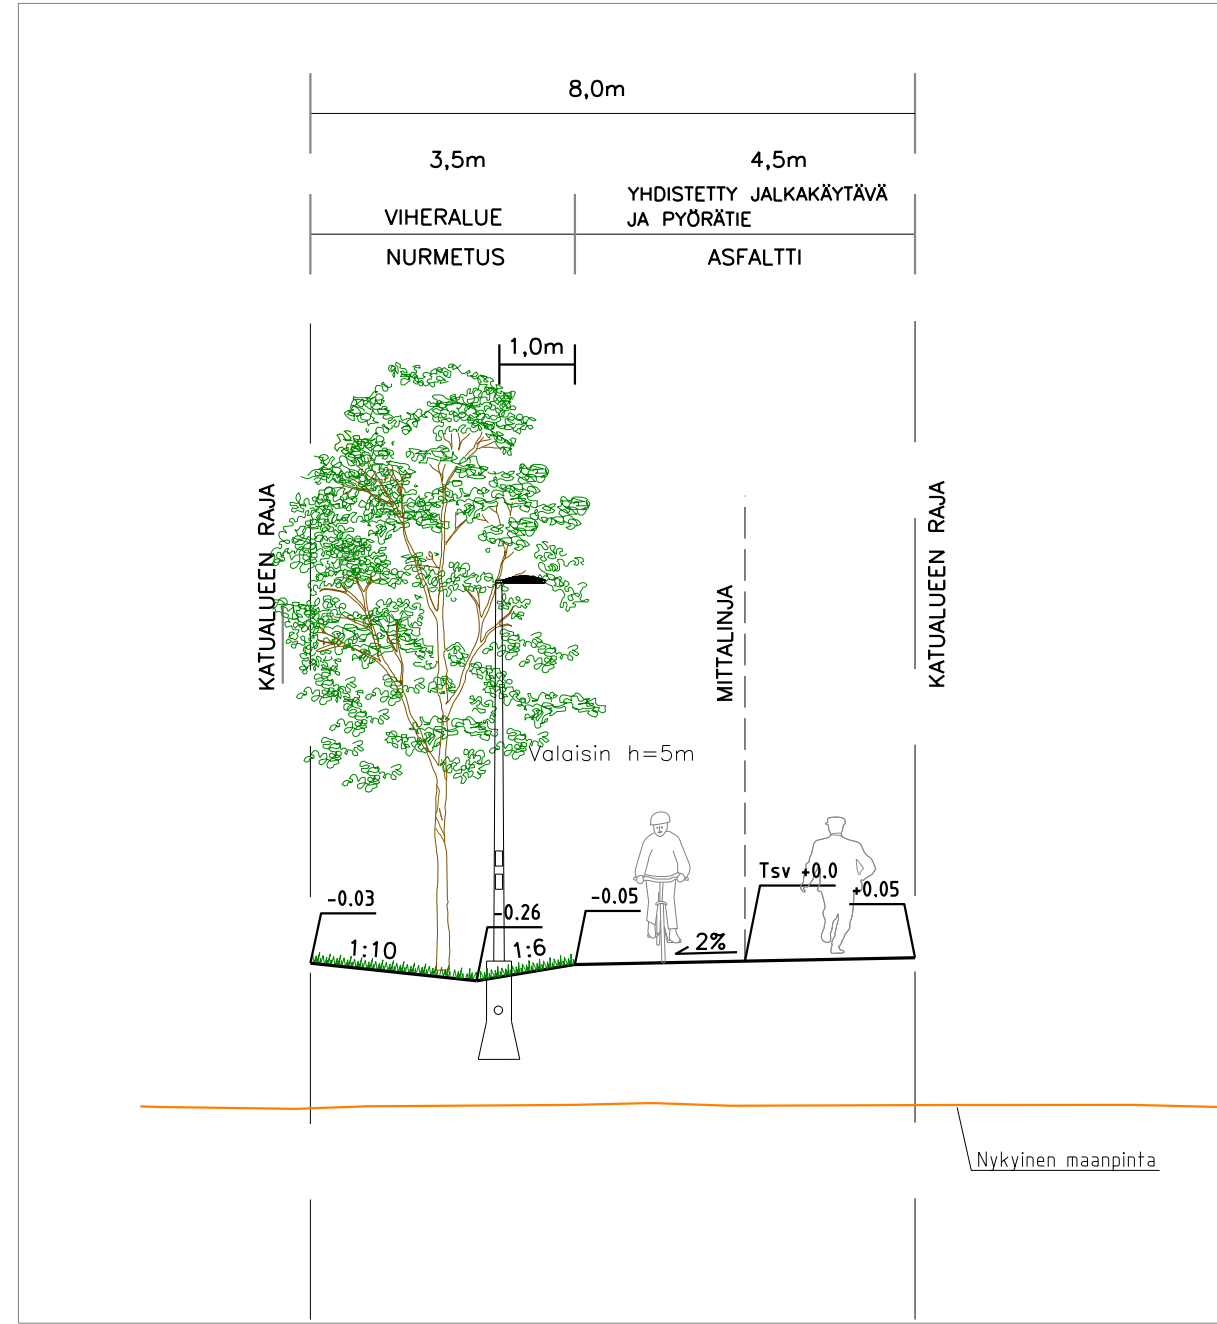 8,0m
3,5m
4,5m
YHDISTETTY JALKAKÄYTÄVÄ
JA PYÖRÄTIE
VIHERALUE
NURMETUS
ASFALTTI
1,0m
KATUALUEEN RAJA
KATUALUEEN RAJA
MITTALINJA
Valaisin h=5m
Tsv +0.0
+0.05
-0.03
-0.05
-0.26
1:10
1:6
2%
Nykyinen maanpinta